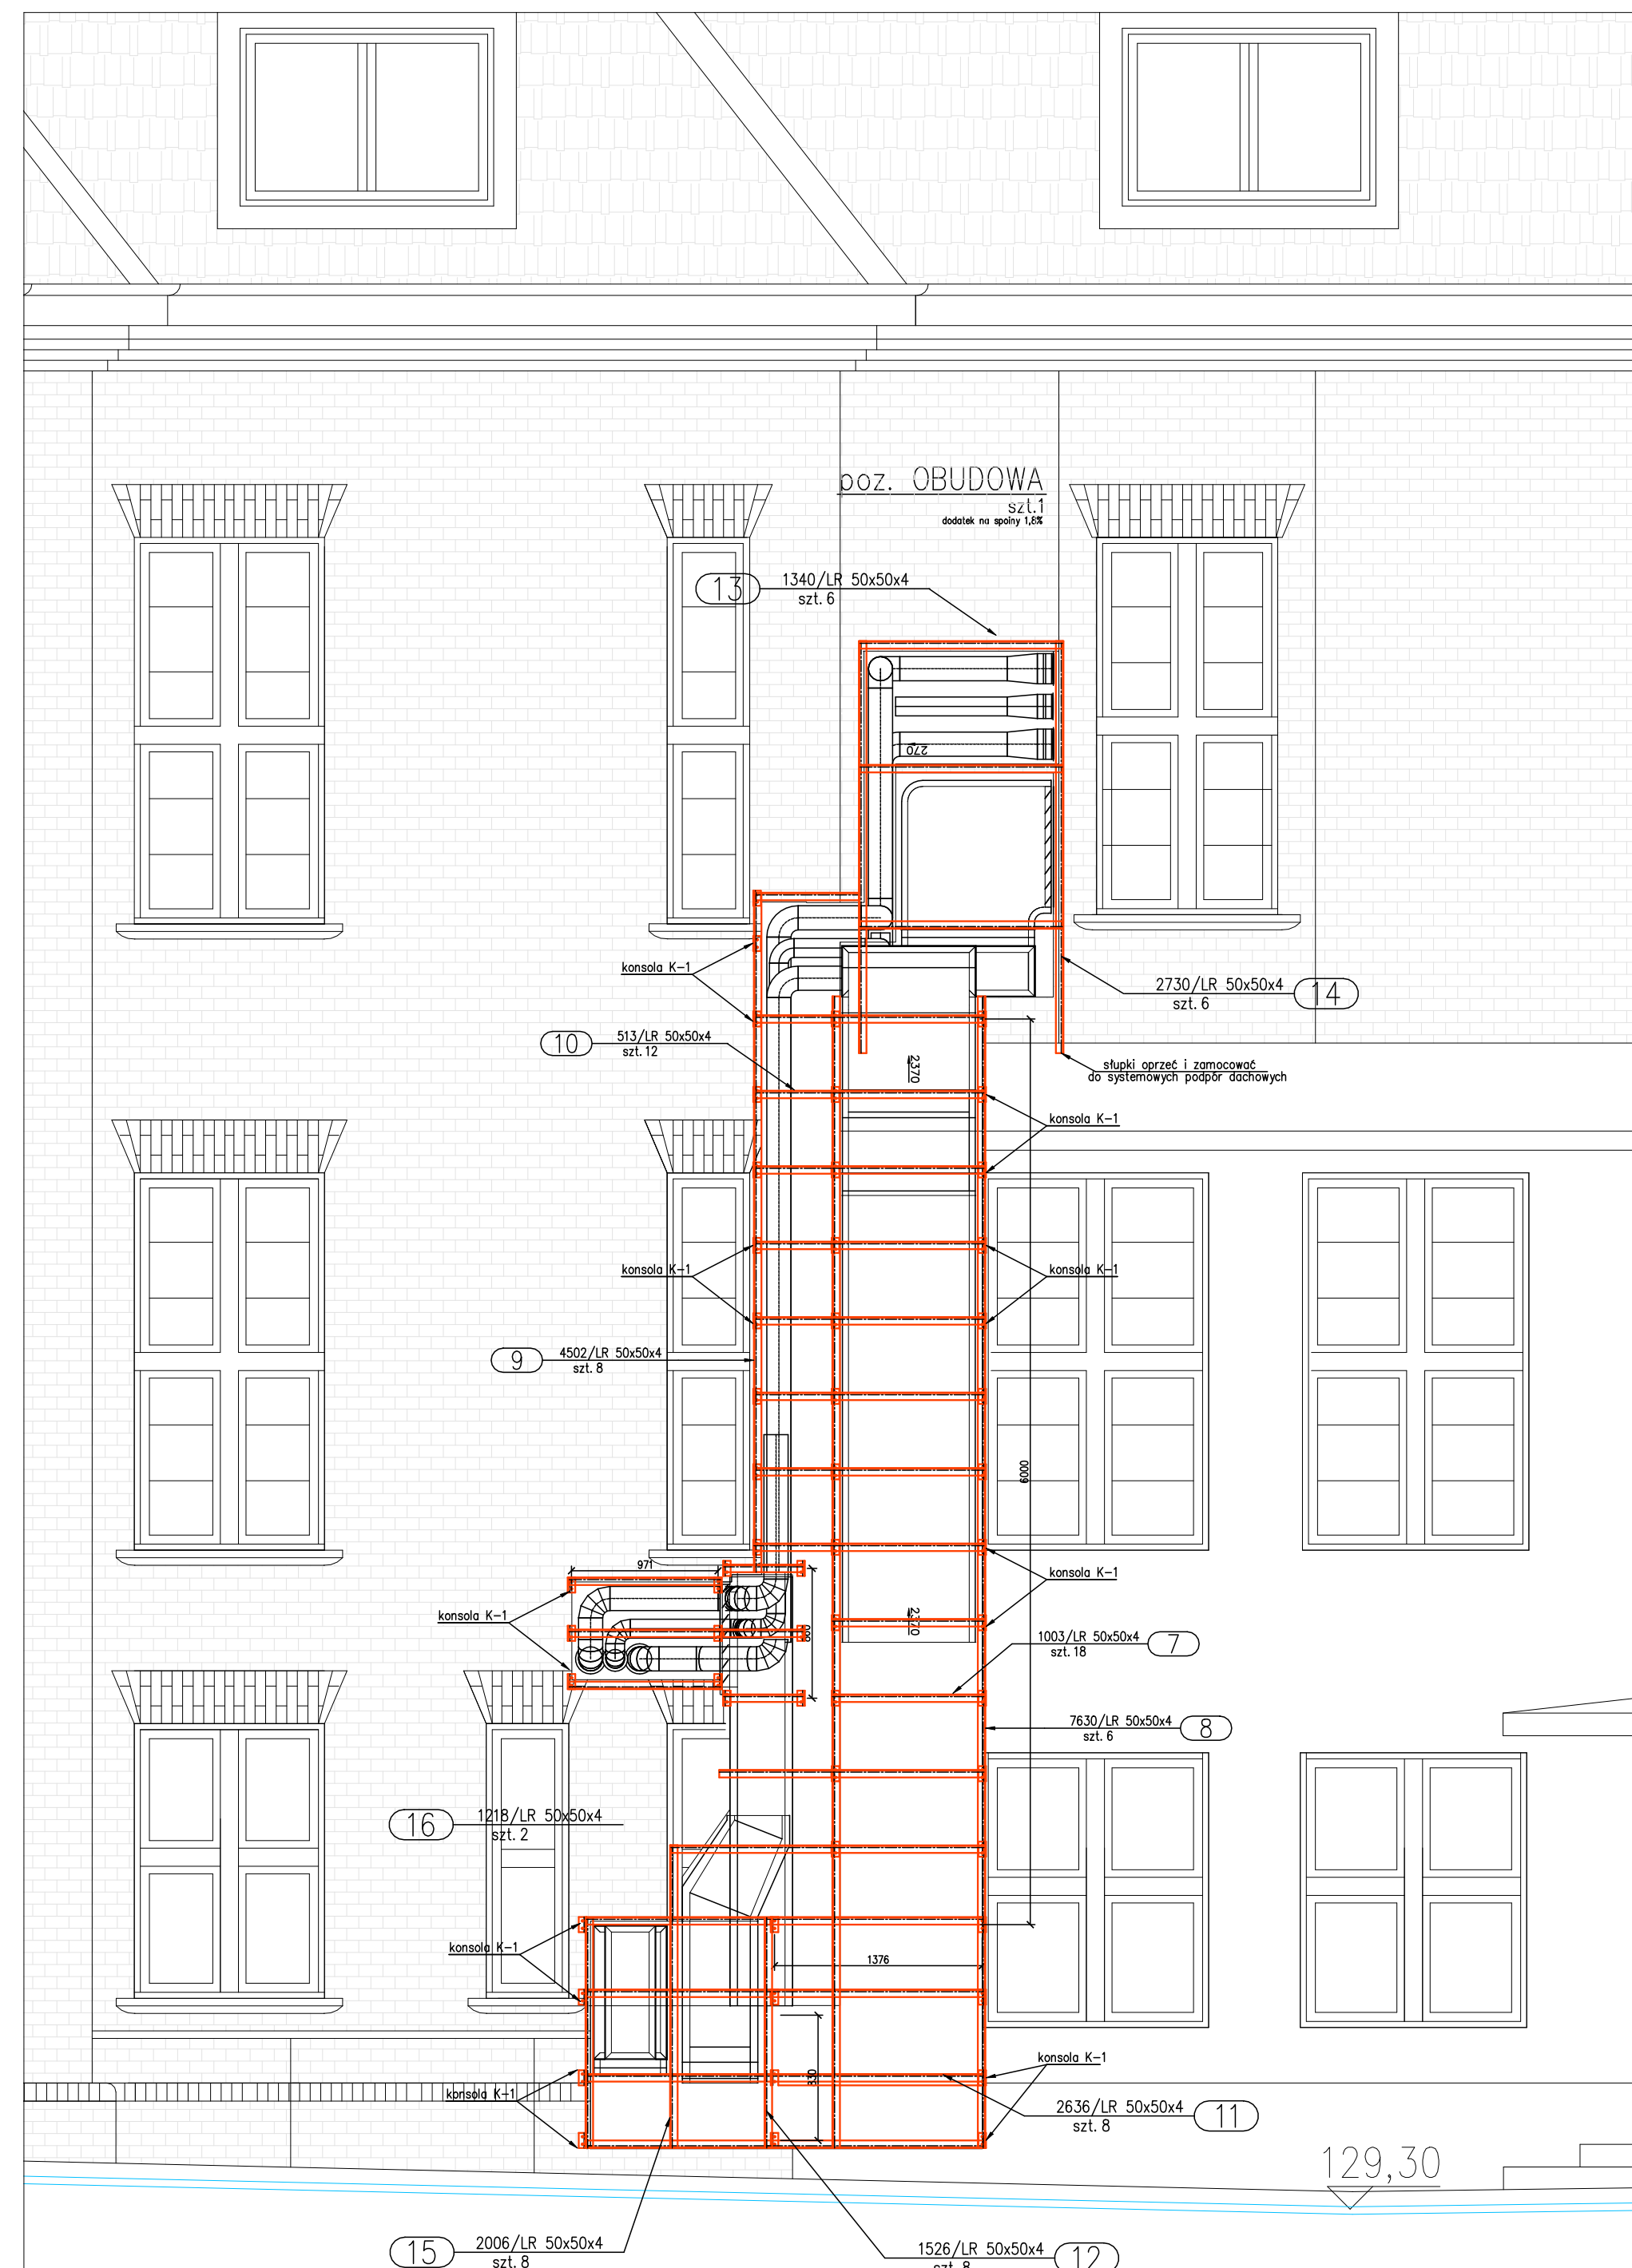 poz. OBUDOWA
szt.1
dodatek na spoiny 1,8%
13
1340/LR 50x50x4
szt. 6
270
konsola K-1
2730/LR 50x50x4
szt. 6
14
10
513/LR 50x50x4
szt. 12
2370
słupki oprzeć i zamocować
do systemowych podpór dachowych
konsola K-1
konsola K-1
konsola K-1
9
4502/LR 50x50x4
szt. 8
6000
971
konsola K-1
konsola K-1
800
2370
1003/LR 50x50x4
szt. 18
7
7630/LR 50x50x4
szt. 6
8
16
1218/LR 50x50x4
szt. 2
konsola K-1
1376
konsola K-1
konsola K-1
830
2636/LR 50x50x4
szt. 8
11
129,30
15
2006/LR 50x50x4
szt. 8
1526/LR 50x50x4
szt. 8
12